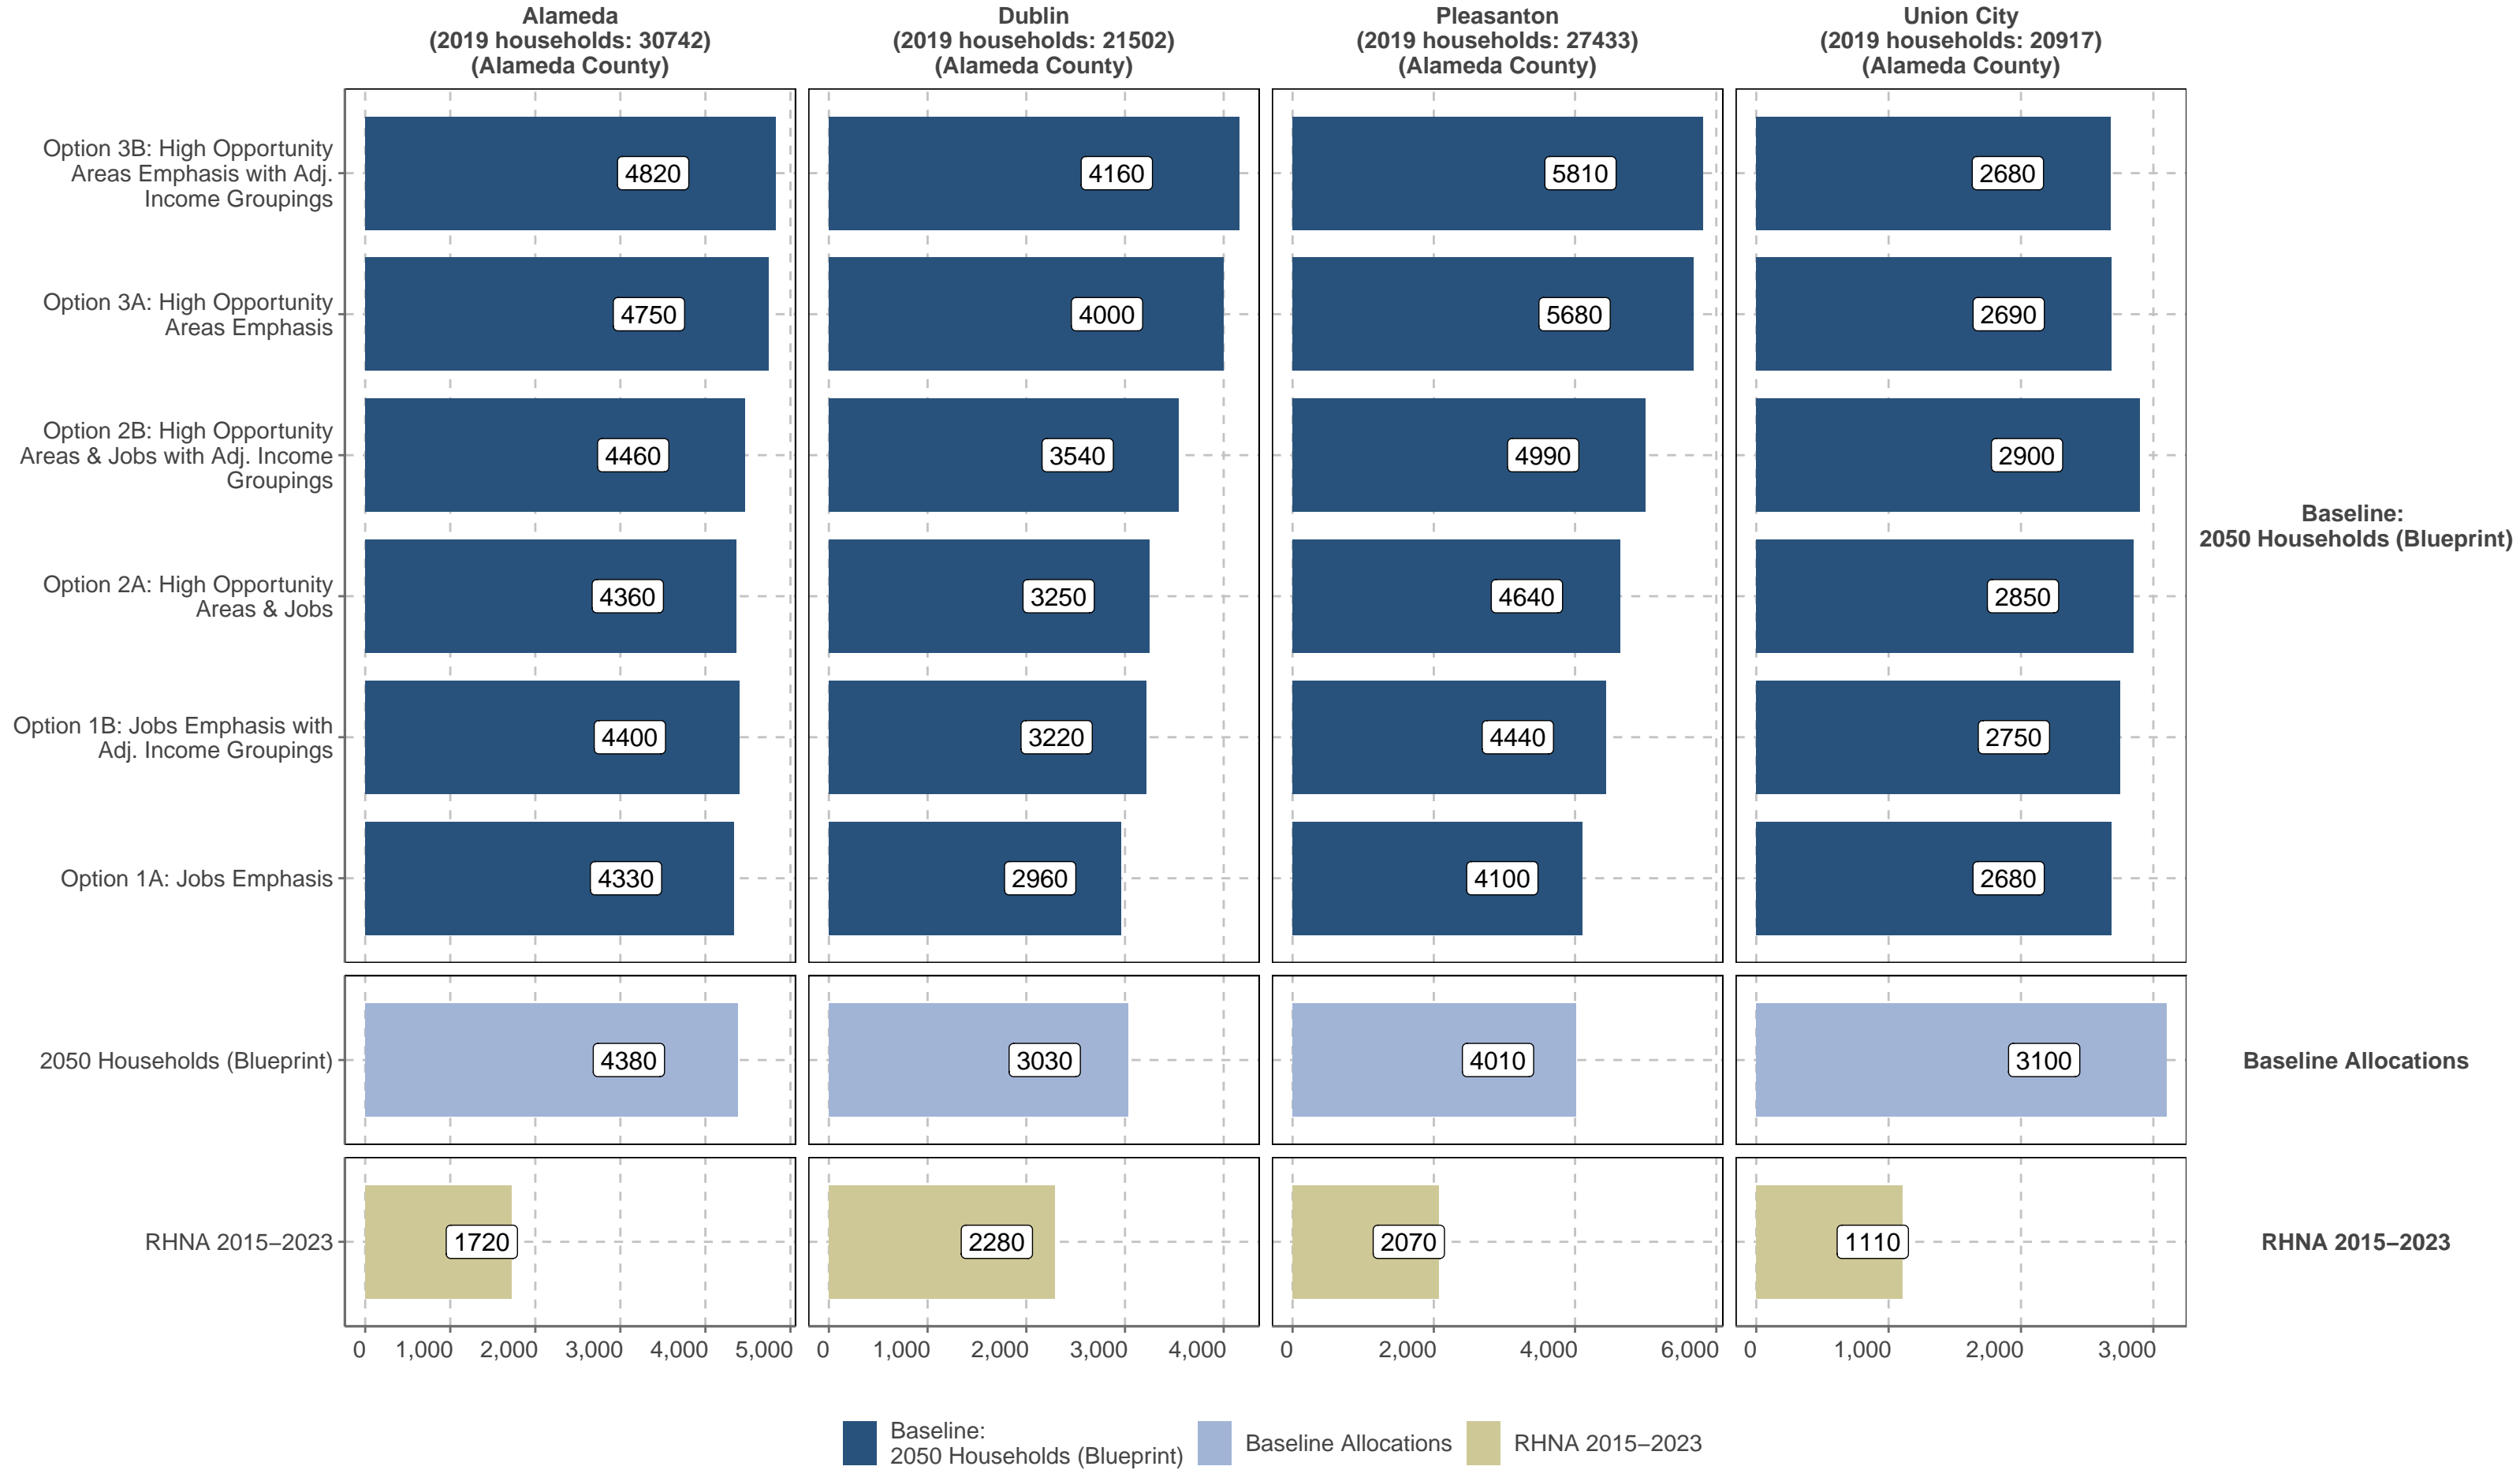 Alameda
(2019 households: 30742)
(Alameda County)
Dublin
(2019 households: 21502)
(Alameda County)
Pleasanton
(2019 households: 27433)
(Alameda County)
Union City
(2019 households: 20917)
(Alameda County)
Option 3B: High Opportunity
Areas Emphasis with Adj.
Income Groupings
4820
4160
5810
2680
Option 3A: High Opportunity
Areas Emphasis
4750
4000
5680
2690
Option 2B: High Opportunity
Areas & Jobs with Adj. Income
Groupings
4460
3540
4990
2900
Baseline:
2050 Households (Blueprint)
Option 2A: High Opportunity
Areas & Jobs
4360
3250
4640
2850
Option 1B: Jobs Emphasis with
Adj. Income Groupings
4400
3220
4440
2750
Option 1A: Jobs Emphasis
4330
2960
4100
2680
2050 Households (Blueprint)
4380
3030
4010
3100
Baseline Allocations
RHNA 2015−2023
1720
2280
2070
1110
RHNA 2015−2023
0 1,000 2,000 3,000 4,000 5,000
0 1,000 2,000 3,000 4,000
0 2,000 4,000 6,000
0 1,000 2,000 3,000
Baseline:
2050 Households (Blueprint)
Baseline Allocations
RHNA 2015−2023